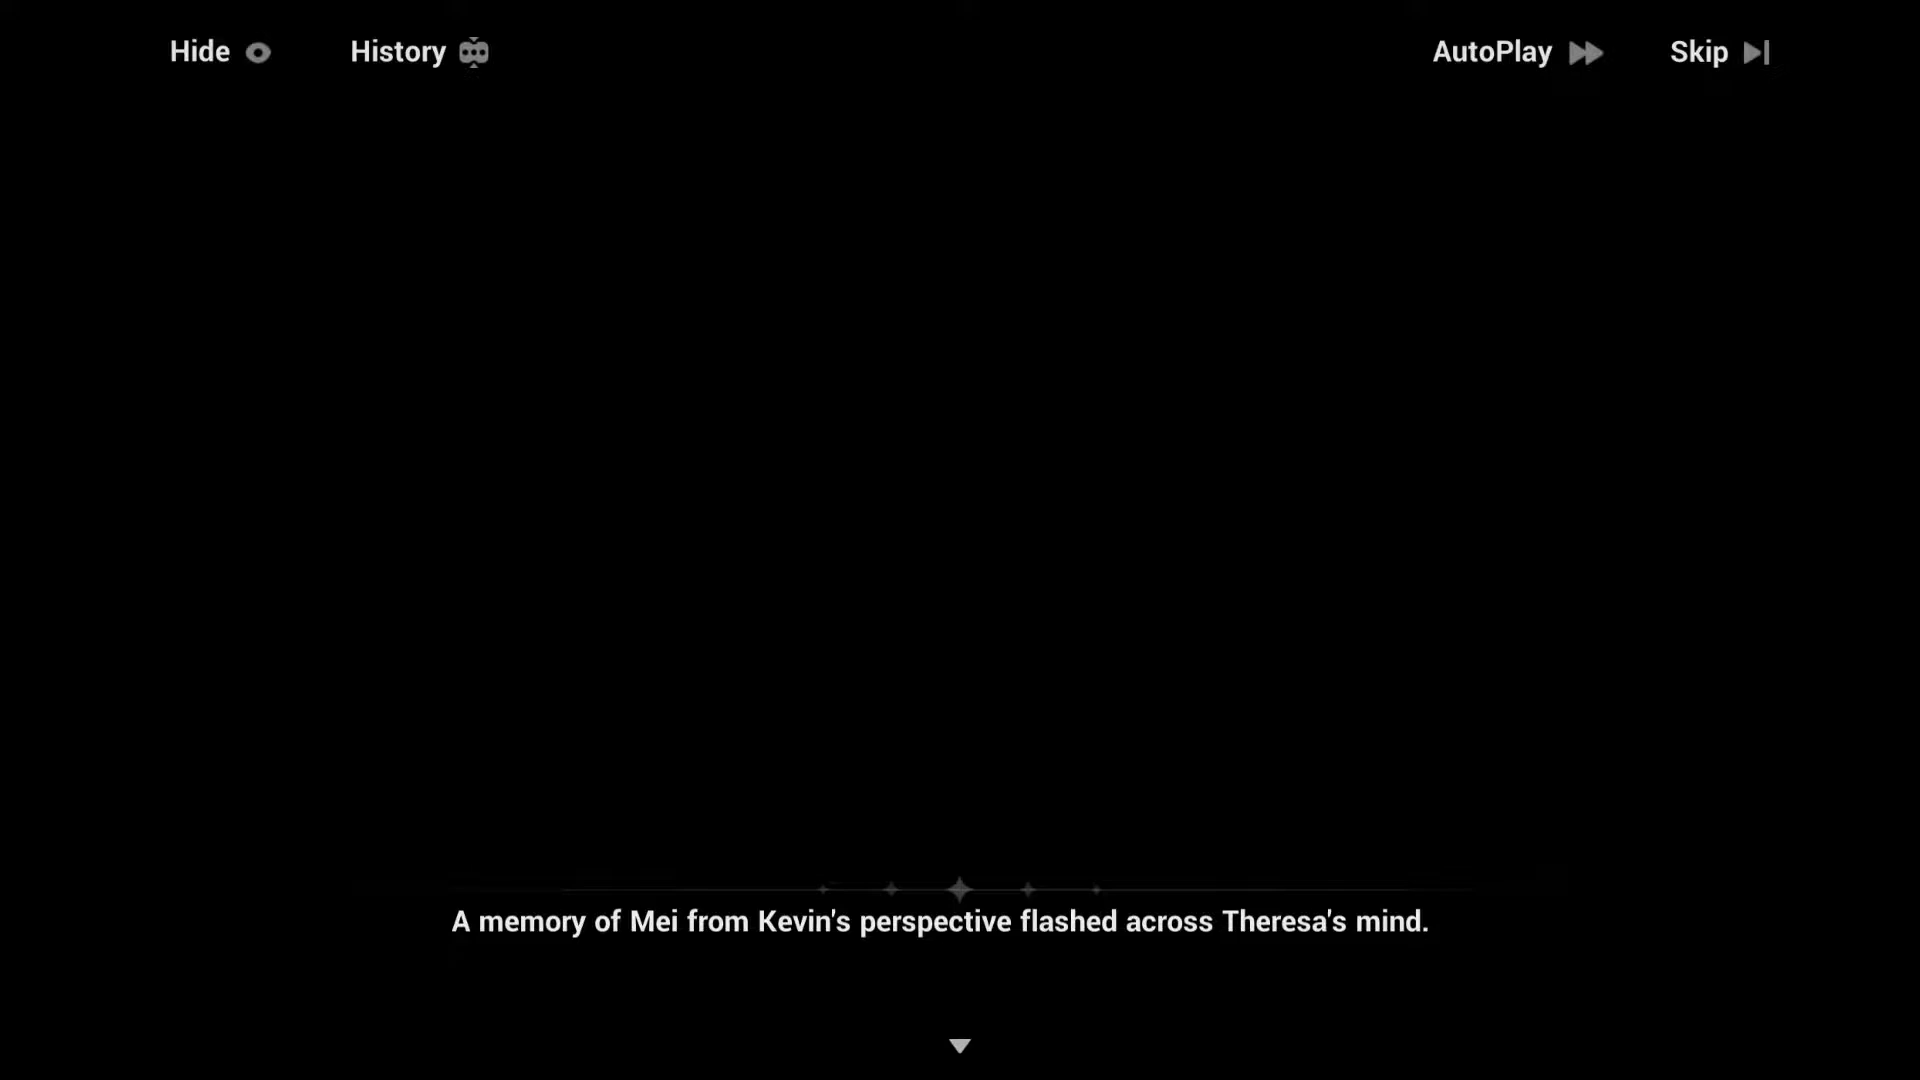 Hide
History
AutoPlay
Skip
A memory of Mei from Kevin's perspective flashed across Theresa's mind.